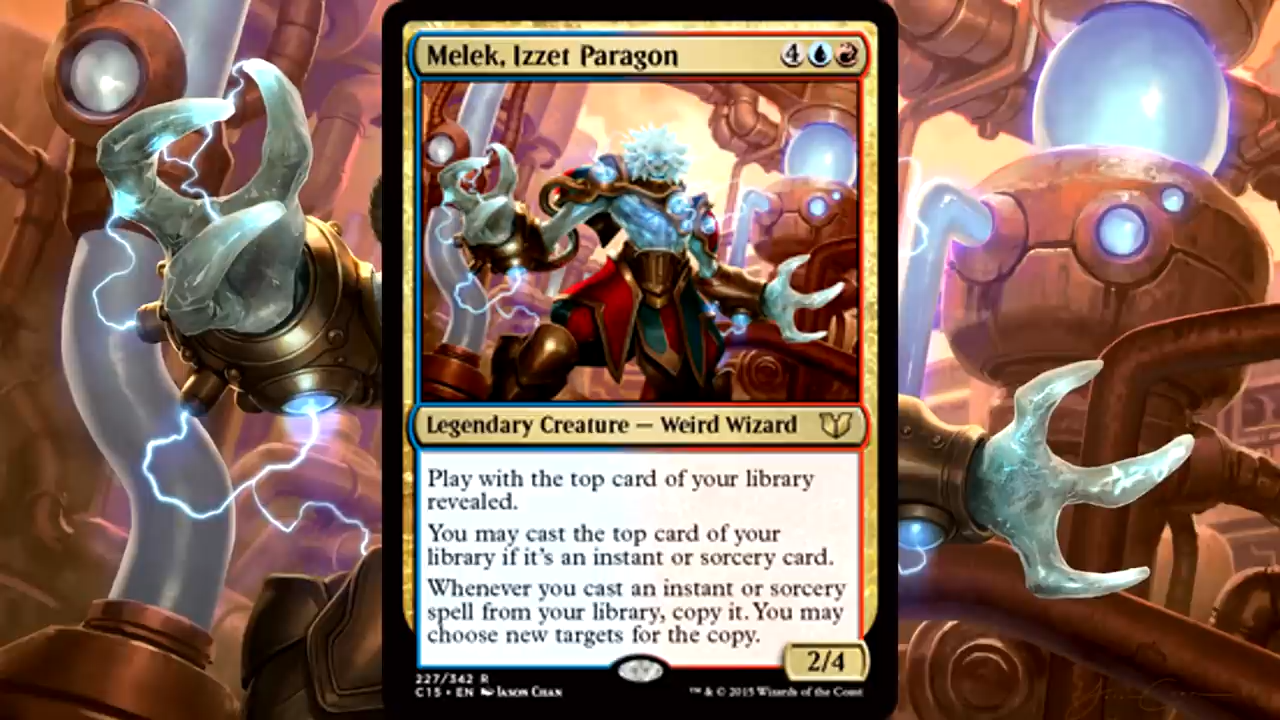 Melek, Izzet Paragon 4
Legendary Creature — Weird Wizard
Play with the top card of your library
revealed.
You may cast the top card of your
library if it's an instant or sorcery card.
Whenever you cast an instant or sorcery
spell from your library, copy it. You may
choose new targets for the copy.
2/4
227/342 R
C15 • EN Jason Chan
™ & © 2015 Wizards of the Coast